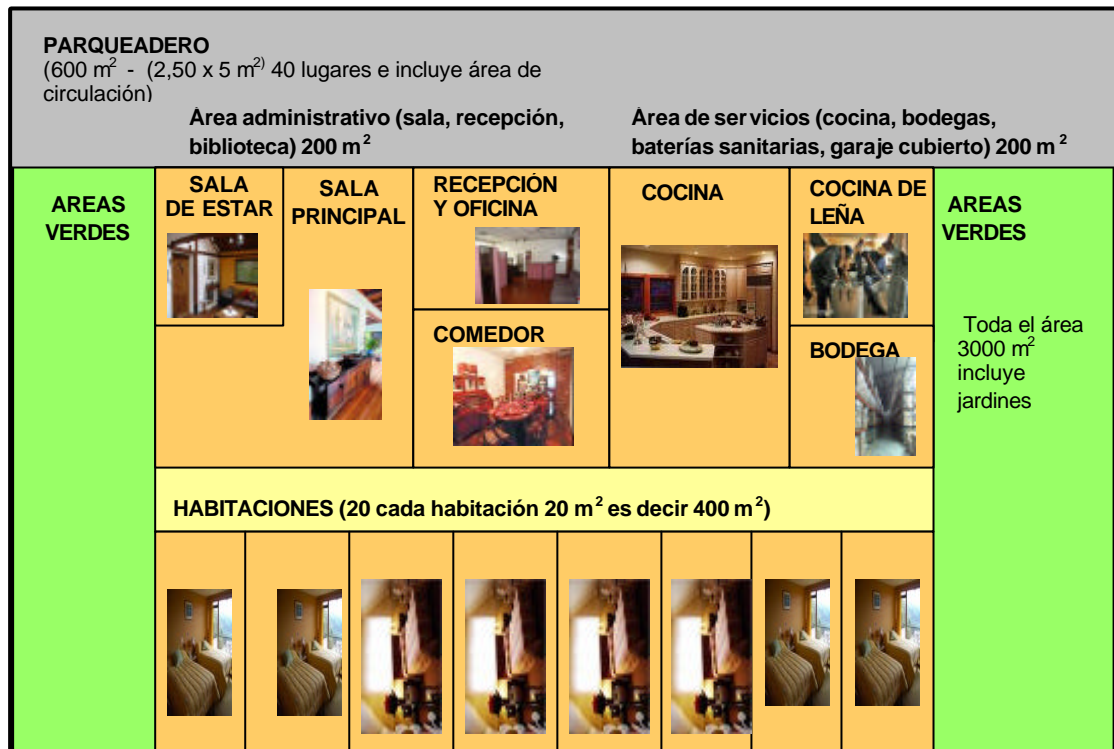 PARQUEADERO
(600 m² - (2,50 x 5 m²⁾ 40 lugares e incluye área de
circulación)
Área administrativo (sala, recepción,
biblioteca) 200 m²
Área de servicios (cocina, bodegas,
baterías sanitarias, garaje cubierto) 200 m²
AREAS
VERDES
SALA
DE ESTAR
SALA
PRINCIPAL
RECEPCIÓN
Y OFICINA
COMEDOR
COCINA
COCINA DE
LEÑA
BODEGA
AREAS
VERDES
Toda el área
3000 m²
incluye
jardines
HABITACIONES (20 cada habitación 20 m² es decir 400 m²)